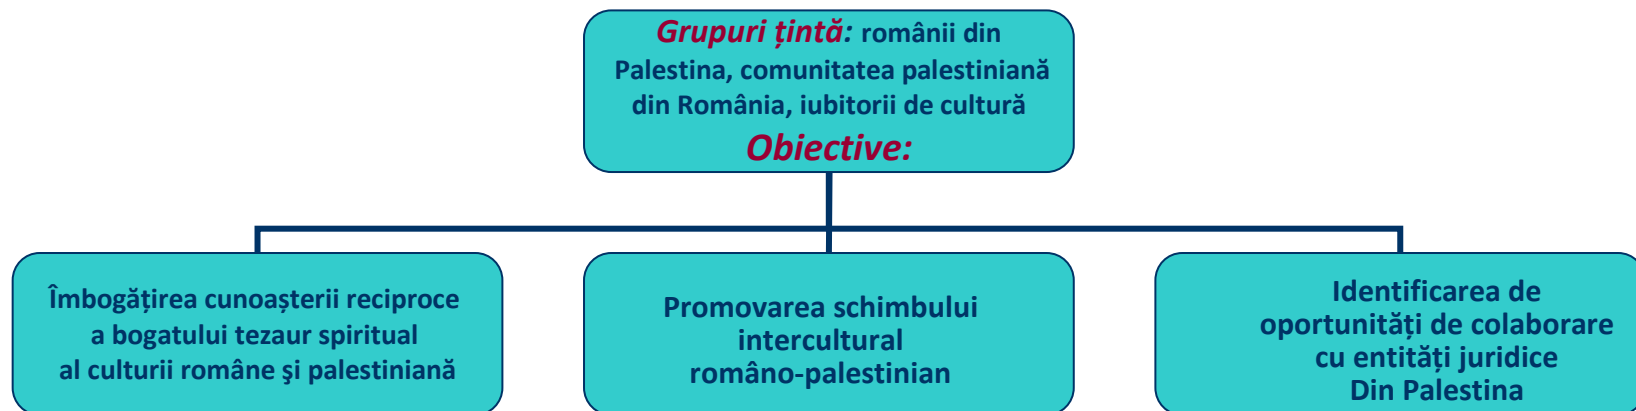 Grupuri țintă: românii din
Palestina, comunitatea palestiniană
din România, iubitorii de cultură
Obiective:
Îmbogățirea cunoașterii reciproce
a bogatului tezaur spiritual
al culturii române şi palestiniană
Promovarea schimbului
intercultural
româno-palestinian
Identificarea de
oportunități de colaborare
cu entități juridice
Din Palestina